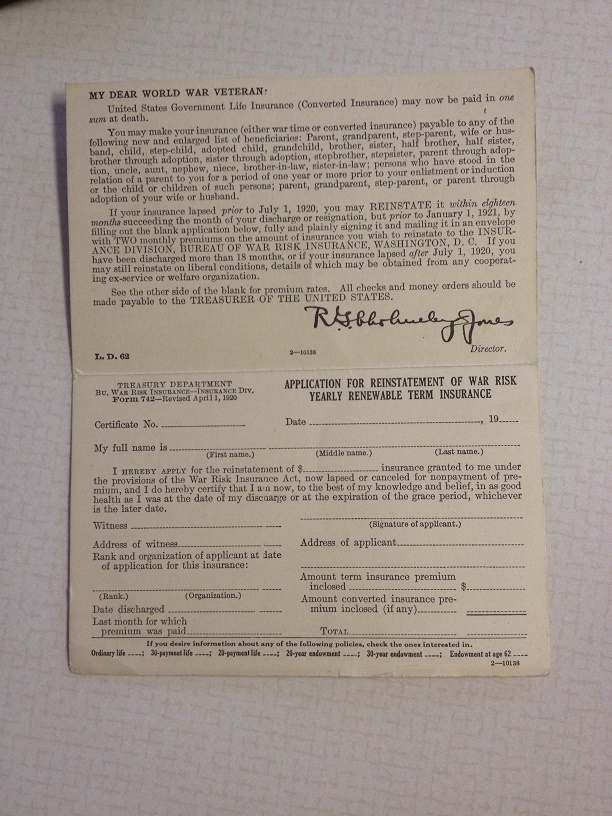 MY DEAR WORLD WAR VETERAN:
United States Government Life Insurance (Converted Insurance) may now be paid in one
sum at death.
You may make your insurance (either war time or converted insurance) payable to any of the
following new and enlarged list of beneficiaries: Parent, grandparent, step-parent, wife or hus-
band, child, step-child, adopted child, grandchild, brother, sister, half brother, half sister,
brother through adoption, sister through adoption, stepbrother, stepsister, parent through adop-
tion, uncle, aunt, nephew, niece, brother-in-law, sister-in-law; persons who have stood in the
relation of a parent to you for a period of one year or more prior to your enlistment or induction
or the child or children of such persons; parent, grandparent, step-parent, or parent through
adoption of your wife or husband.
If your insurance lapsed prior to July 1, 1920, you may REINSTATE it within eighteen
months succeeding the month of your discharge or resignation, but prior to January 1, 1921, by
filling out the blank application below, fully and plainly signing it and mailing it in an envelope
with TWO monthly premiums on the amount of insurance you wish to reinstate to the INSUR-
ANCE DIVISION, BUREAU OF WAR RISK INSURANCE, WASHINGTON, D. C. If you
have been discharged more than 18 months, or if your insurance lapsed after July 1, 1920, you
may still reinstate on liberal conditions, details of which may be obtained from any cooperat-
ing ex-service or welfare organization.
See the other side of the blank for premium rates. All checks and money orders should be
made payable to the TREASURER OF THE UNITED STATES.
R. G. Cholmeley-Jones
L. D. 62 2—10138 Director.
TREASURY DEPARTMENT
BU. WAR RISK INSURANCE—INSURANCE DIV.
Form 742—Revised April 1, 1920
APPLICATION FOR REINSTATEMENT OF WAR RISK
YEARLY RENEWABLE TERM INSURANCE
Certificate No. Date , 19
My full name is
(First name.) (Middle name.) (Last name.)
I HEREBY APPLY for the reinstatement of $ insurance granted to me under
the provisions of the War Risk Insurance Act, now lapsed or canceled for nonpayment of pre-
mium, and I do hereby certify that I am now, to the best of my knowledge and belief, in as good
health as I was at the date of my discharge or at the expiration of the grace period, whichever
is the later date.
Witness
(Signature of applicant.)
Address of witness Address of applicant
Rank and organization of applicant at date
of application for this insurance:
(Rank.) (Organization.)
Amount term insurance premium
inclosed $
Date discharged
Amount converted insurance pre-
mium inclosed (if any)
Last month for which
premium was paid TOTAL
If you desire information about any of the following policies, check the ones interested in.
Ordinary life ; 30-payment life ; 20-payment life ; 20-year endowment ; 30-year endowment ; Endowment at age 62
2—10138